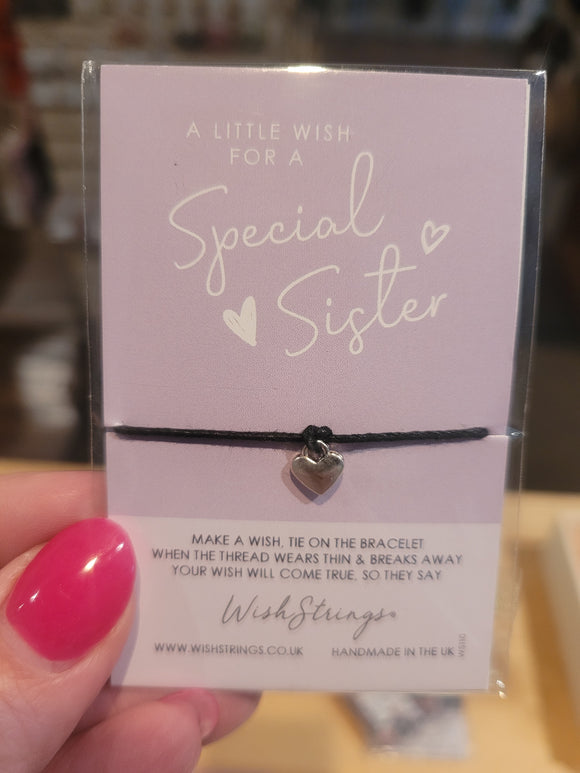 A LITTLE WISH
FOR A
Special
Sister
MAKE A WISH, TIE ON THE BRACELET
WHEN THE THREAD WEARS THIN & BREAKS AWAY
YOUR WISH WILL COME TRUE, SO THEY SAY
WishStrings®
WWW.WISHSTRINGS.CO.UK HANDMADE IN THE UK